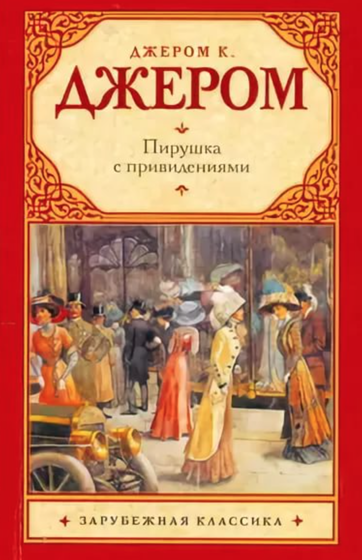 ДЖЕРОМ К.
ДЖЕРОМ
Пирушка
с привидениями
ЗАРУБЕЖНАЯ КЛАССИКА